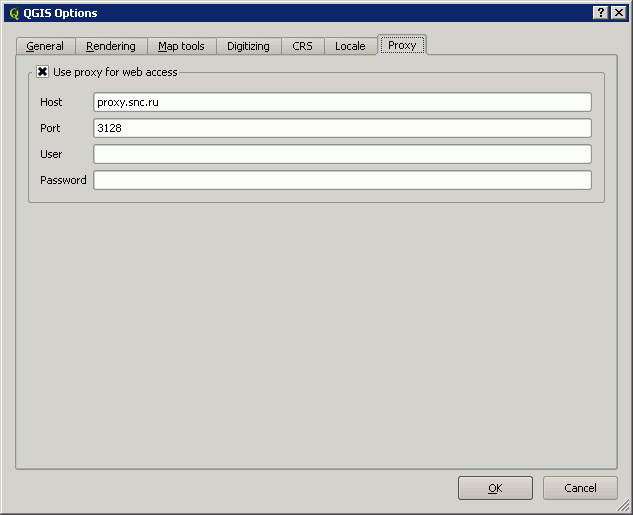 QGIS Options
General Rendering Map tools Digitizing CRS Locale Proxy
Use proxy for web access
Host proxy.snc.ru
Port 3128
User
Password
OK Cancel